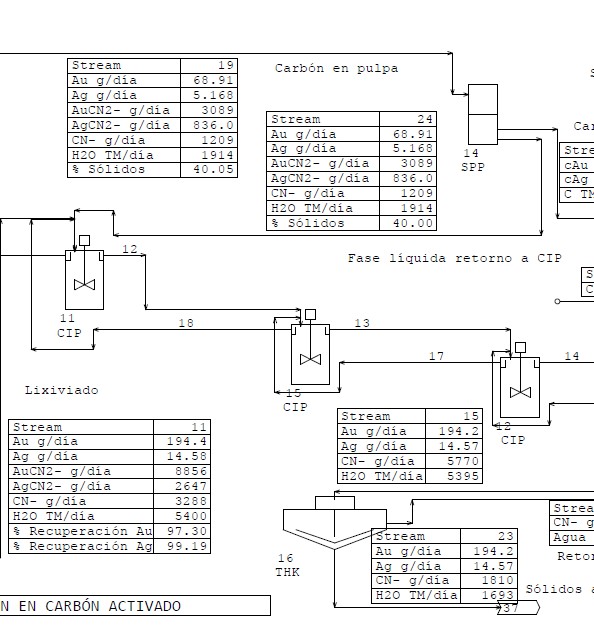 Stream 19
Au g/día 68.91
Ag g/día 5.168
AuCN2- g/día 3089
AgCN2- g/día 836.0
CN- g/día 1209
H2O TM/día 1914
% Sólidos 40.05
Carbón en pulpa
Stream 24
Au g/día 68.91
Ag g/día 5.168
AuCN2- g/día 3089
AgCN2- g/día 836.0
CN- g/día 1209
H2O TM/día 1914
% Sólidos 40.00
14
SPP
Car
Stre
cAu
cAg
C TM
Fase líquida retorno a CIP
S
C
12
11
CIP
18
13
17
14
15
CIP
12
CIP
Lixiviado
Stream 11
Au g/día 194.4
Ag g/día 14.58
AuCN2- g/día 8856
AgCN2- g/día 2647
CN- g/día 3288
H2O TM/día 5400
% Recuperación Au 97.30
% Recuperación Ag 99.19
Stream 15
Au g/día 194.2
Ag g/día 14.57
CN- g/día 5770
H2O TM/día 5395
16
THK
Stream 23
Au g/día 194.2
Ag g/día 14.57
CN- g/día 1810
H2O TM/día 1693
Strea
CN- g
Agua
Retor
Sólidos a
37
N EN CARBÓN ACTIVADO